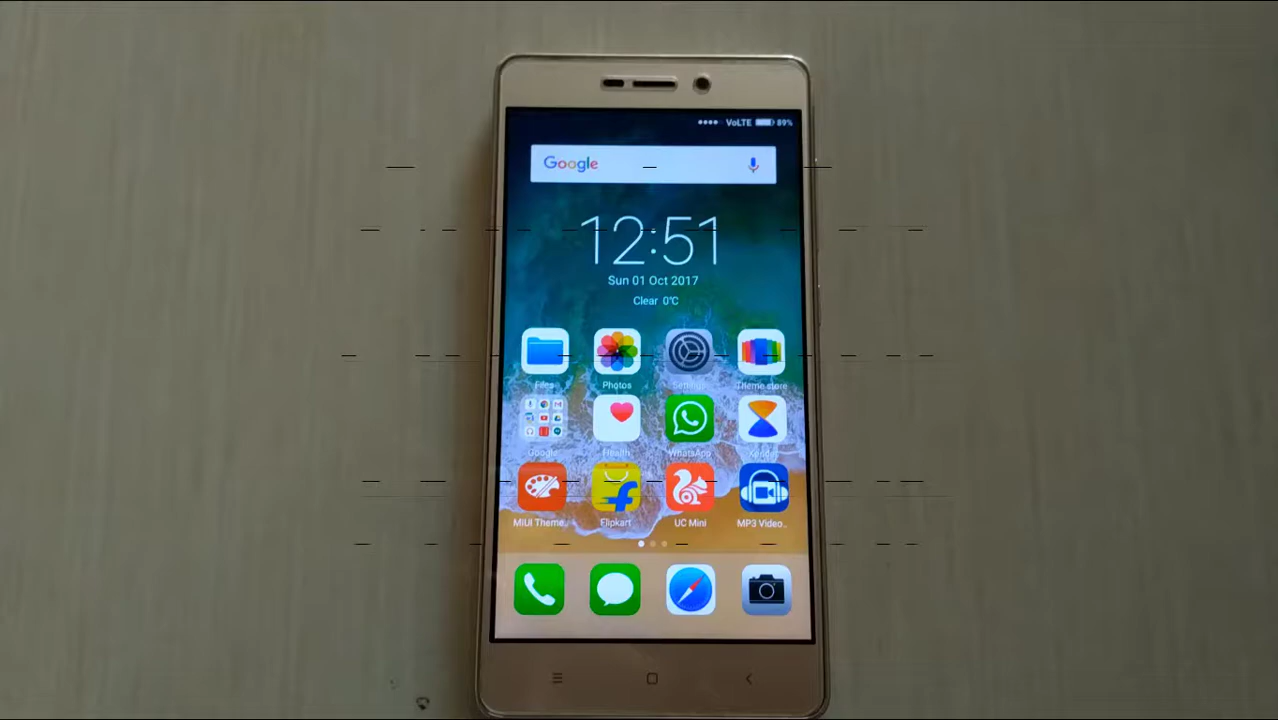 VoLTE 89%
Google
12:51
Sun 01 Oct 2017
Clear 0℃
Files Photos Settings Theme store
Google Health WhatsApp Xender
MIUI Theme.. Flipkart UC Mini MP3 Video..